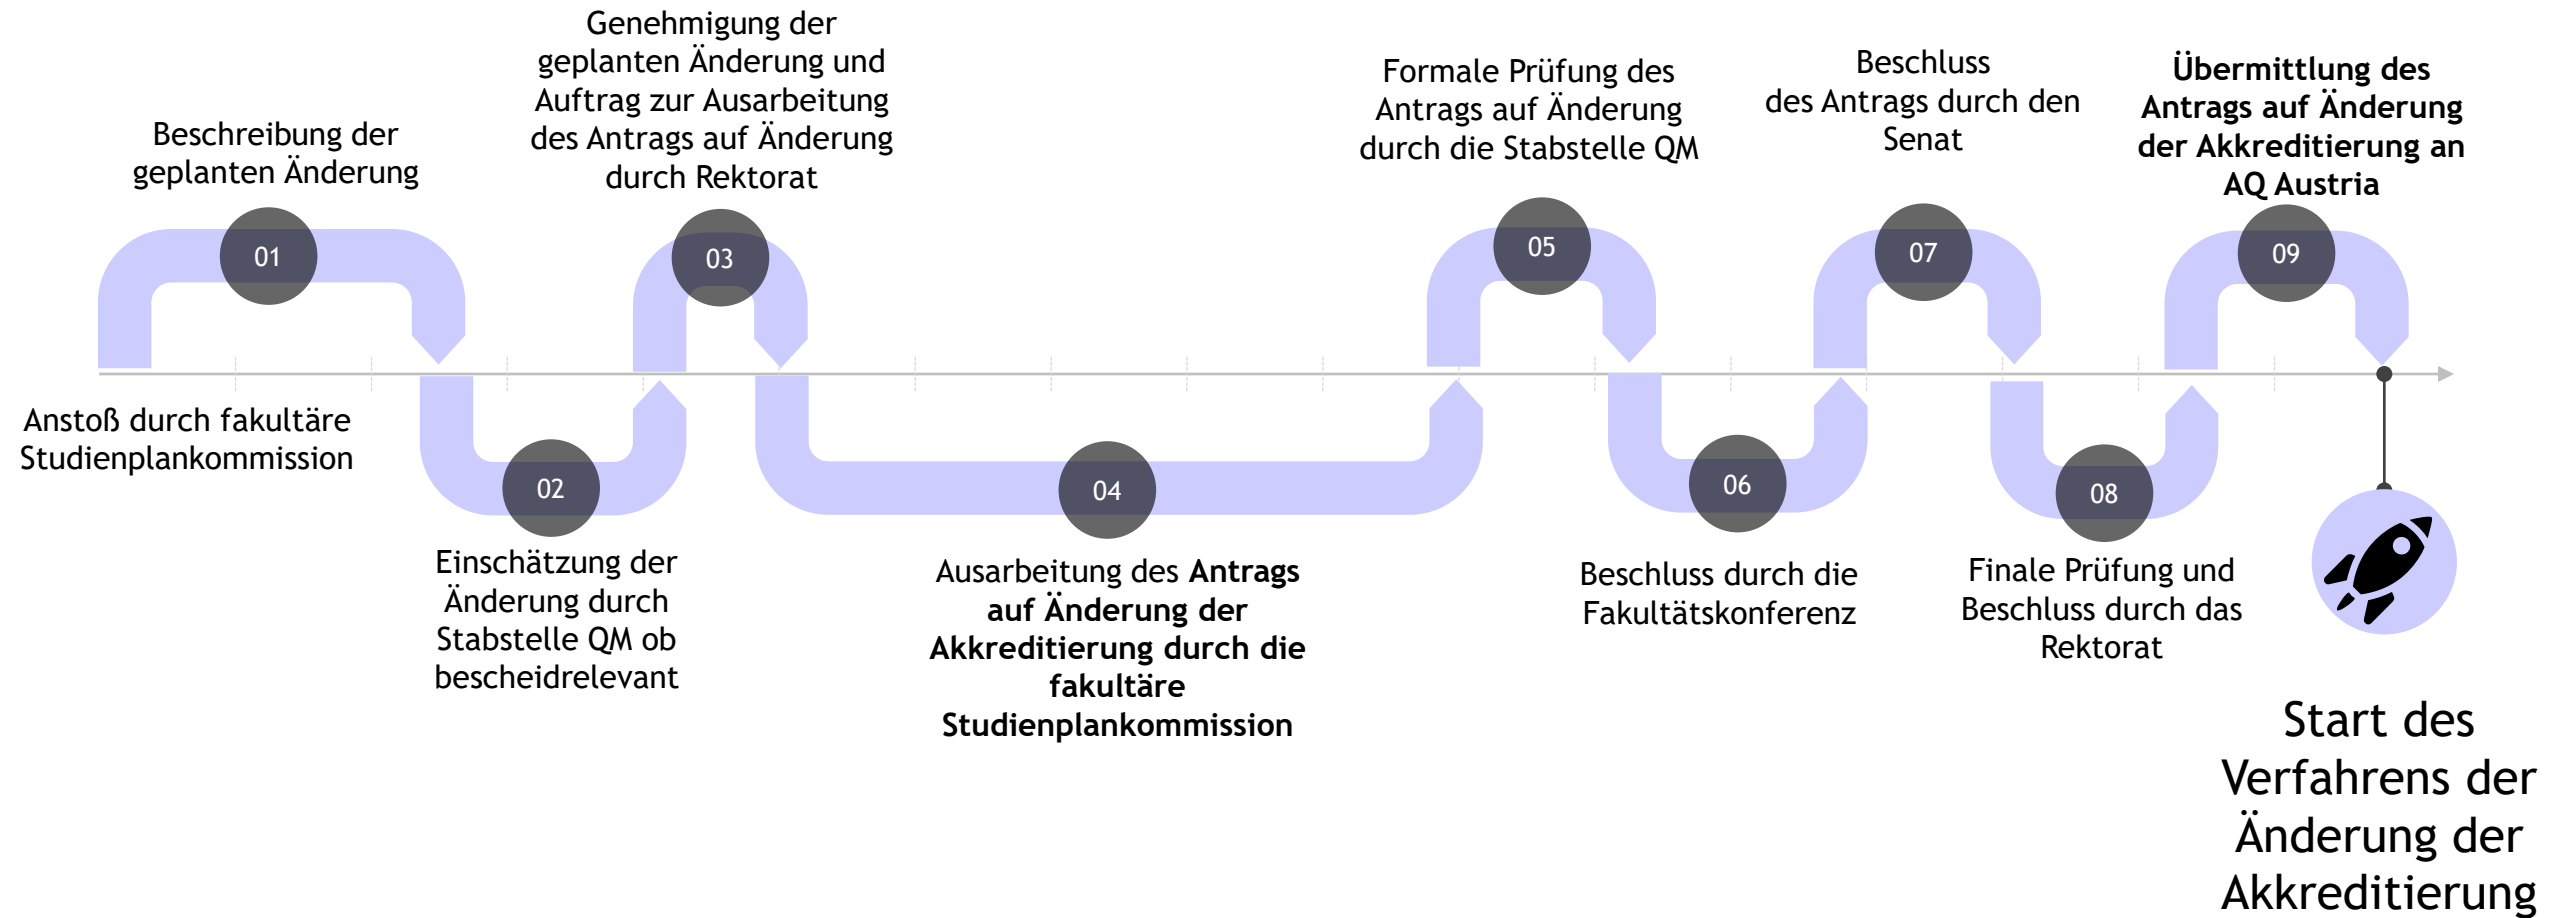 Anstoß durch fakultäre
Studienplankommission
Beschreibung der
geplanten Änderung
01
02
Einschätzung der
Änderung durch
Stabstelle QM ob
bescheidrelevant
Genehmigung der
geplanten Änderung und
Auftrag zur Ausarbeitung
des Antrags auf Änderung
durch Rektorat
03
04
Ausarbeitung des Antrags
auf Änderung der
Akkreditierung durch die
fakultäre
Studienplankommission
Formale Prüfung des
Antrags auf Änderung
durch die Stabstelle QM
05
06
Beschluss durch die
Fakultätskonferenz
Beschluss
des Antrags durch den
Senat
07
08
Finale Prüfung und
Beschluss durch das
Rektorat
Übermittlung des
Antrags auf Änderung
der Akkreditierung an
AQ Austria
09
Start des
Verfahrens der
Änderung der
Akkreditierung